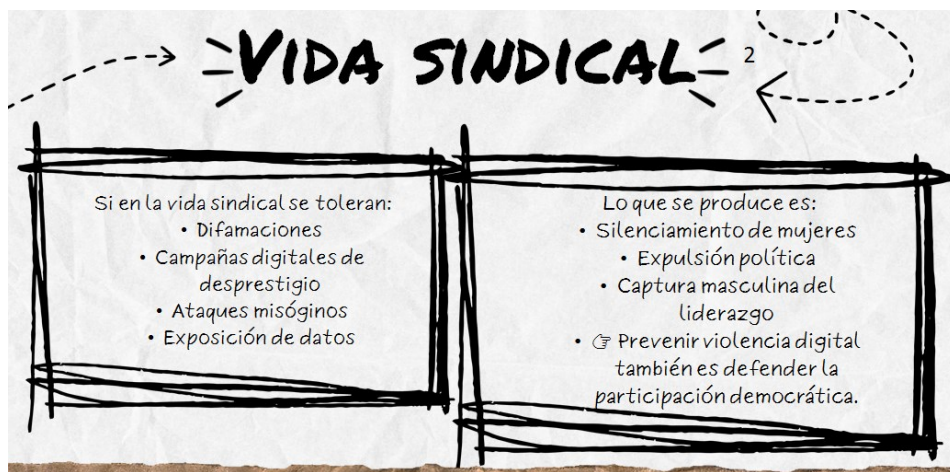 VIDA SINDICAL
2
Si en la vida sindical se toleran:
• Difamaciones
• Campañas digitales de
desprestigio
• Ataques misóginos
• Exposición de datos
Lo que se produce es:
• Silenciamiento de mujeres
• Expulsión política
• Captura masculina del
liderazgo
• ☞ Prevenir violencia digital
también es defender la
participación democrática.